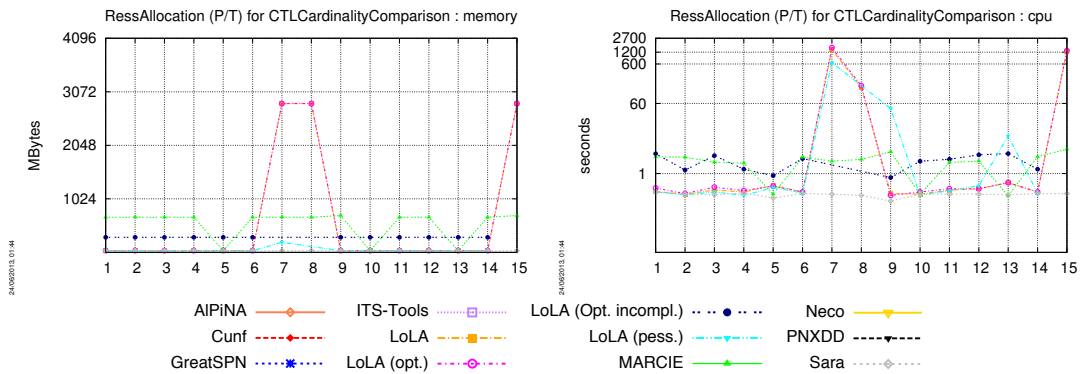 RessAllocation (P/T) for CTLCardinalityComparison : memory
4096
3072
2048
1024
MBytes
1 2 3 4 5 6 7 8 9 10 11 12 13 14 15
24/06/2013, 01:44
RessAllocation (P/T) for CTLCardinalityComparison : cpu
2700
1200
600
60
1
seconds
1 2 3 4 5 6 7 8 9 10 11 12 13 14 15
24/06/2013, 01:44
AlPiNA
Cunf
GreatSPN
ITS-Tools
LoLA
LoLA (opt.)
LoLA (Opt. incompl.)
LoLA (pess.)
MARCIE
Neco
PNXDD
Sara